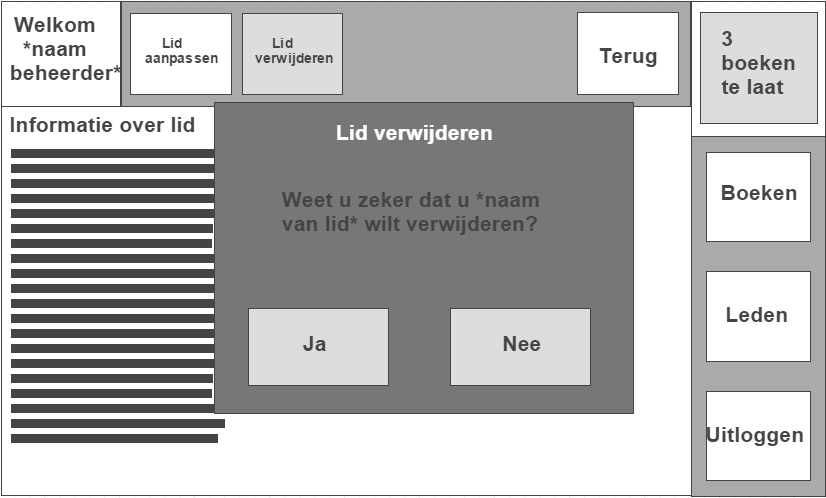 Welkom
*naam
beheerder*
Lid
aanpassen
Lid
verwijderen
Terug
3
boeken
te laat
Informatie over lid
Lid verwijderen
Weet u zeker dat u *naam
van lid* wilt verwijderen?
Ja
Nee
Boeken
Leden
Uitloggen